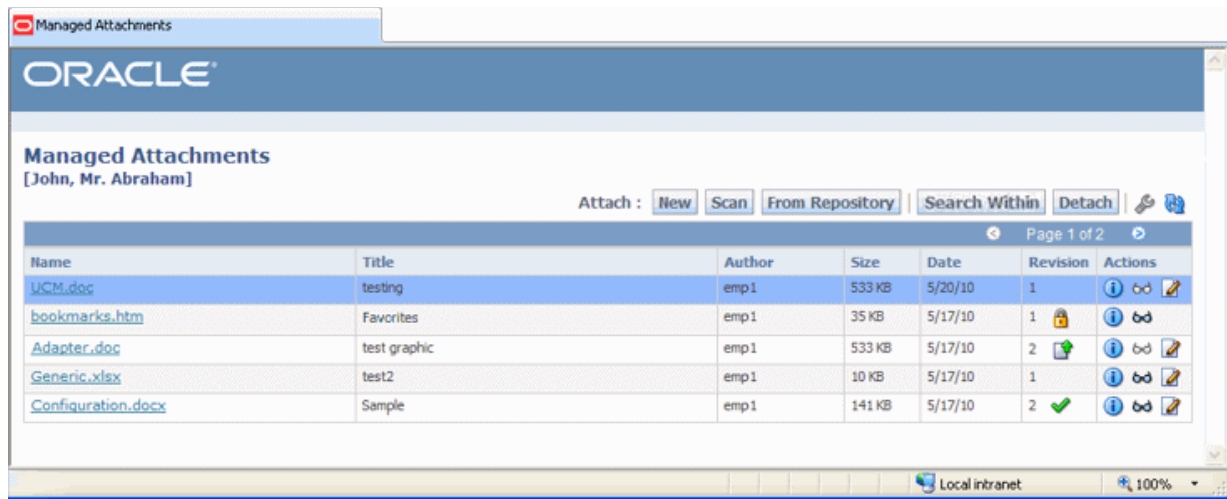 Managed Attachments
ORACLE®
Managed Attachments
[John, Mr. Abraham]
Attach : New Scan From Repository Search Within Detach
Page 1 of 2
Name Title Author Size Date Revision Actions
UCM.doc testing emp1 533 KB 5/20/10 1
bookmarks.htm Favorites emp1 35 KB 5/17/10 1
Adapter.doc test graphic emp1 533 KB 5/17/10 2
Generic.xlsx test2 emp1 10 KB 5/17/10 1
Configuration.docx Sample emp1 141 KB 5/17/10 2
Local intranet 100%